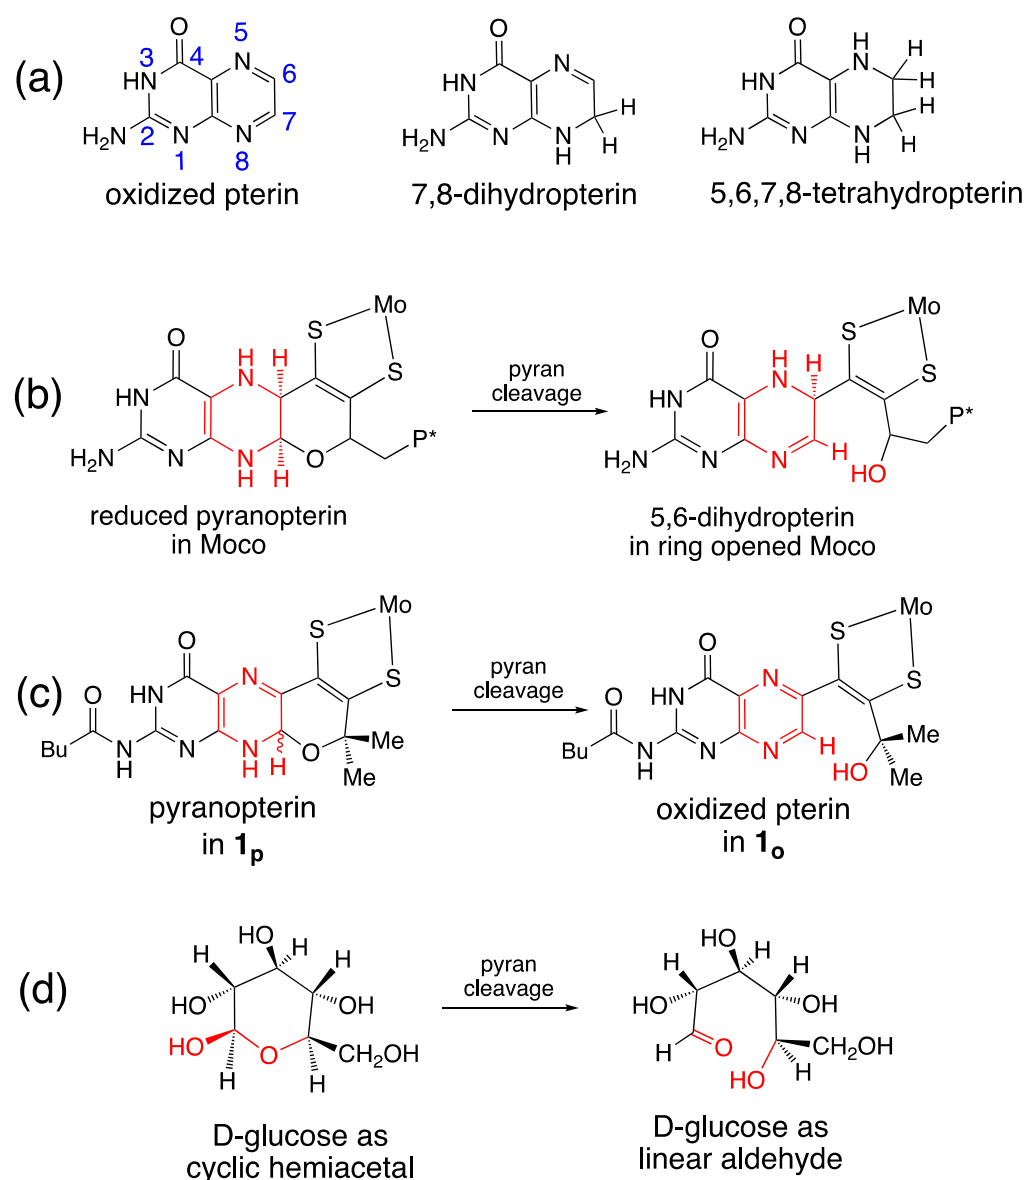 (a)
O
HN
H₂N
N
N
N
1
2
3
4
5
6
7
8
oxidized pterin
O
HN
H₂N
N
N
N
H
H
H
7,8-dihydropterin
O
HN
H₂N
N
H
N
N
H
H
H
H
H
5,6,7,8-tetrahydropterin
(b)
O
HN
H₂N
N
H
N
N
H
H
H
O
S
S
Mo
P*
reduced pyranopterin
in Moco
pyran
cleavage
O
HN
H₂N
N
H
N
N
H
H
HO
S
S
Mo
P*
5,6-dihydropterin
in ring opened Moco
(c)
O
Bu
N
H
O
HN
N
N
N
H
H
O
S
S
Mo
Me
Me
pyranopterin
in 1ₚ
pyran
cleavage
O
Bu
N
H
O
HN
N
N
N
H
HO
S
S
Mo
Me
Me
oxidized pterin
in 1ₒ
(d)
HO
H
H
H
HO
OH
HO
O
CH₂OH
H
H
D-glucose as
cyclic hemiacetal
pyran
cleavage
HO
H
H
H
HO
OH
H
O
HO
H
CH₂OH
D-glucose as
linear aldehyde